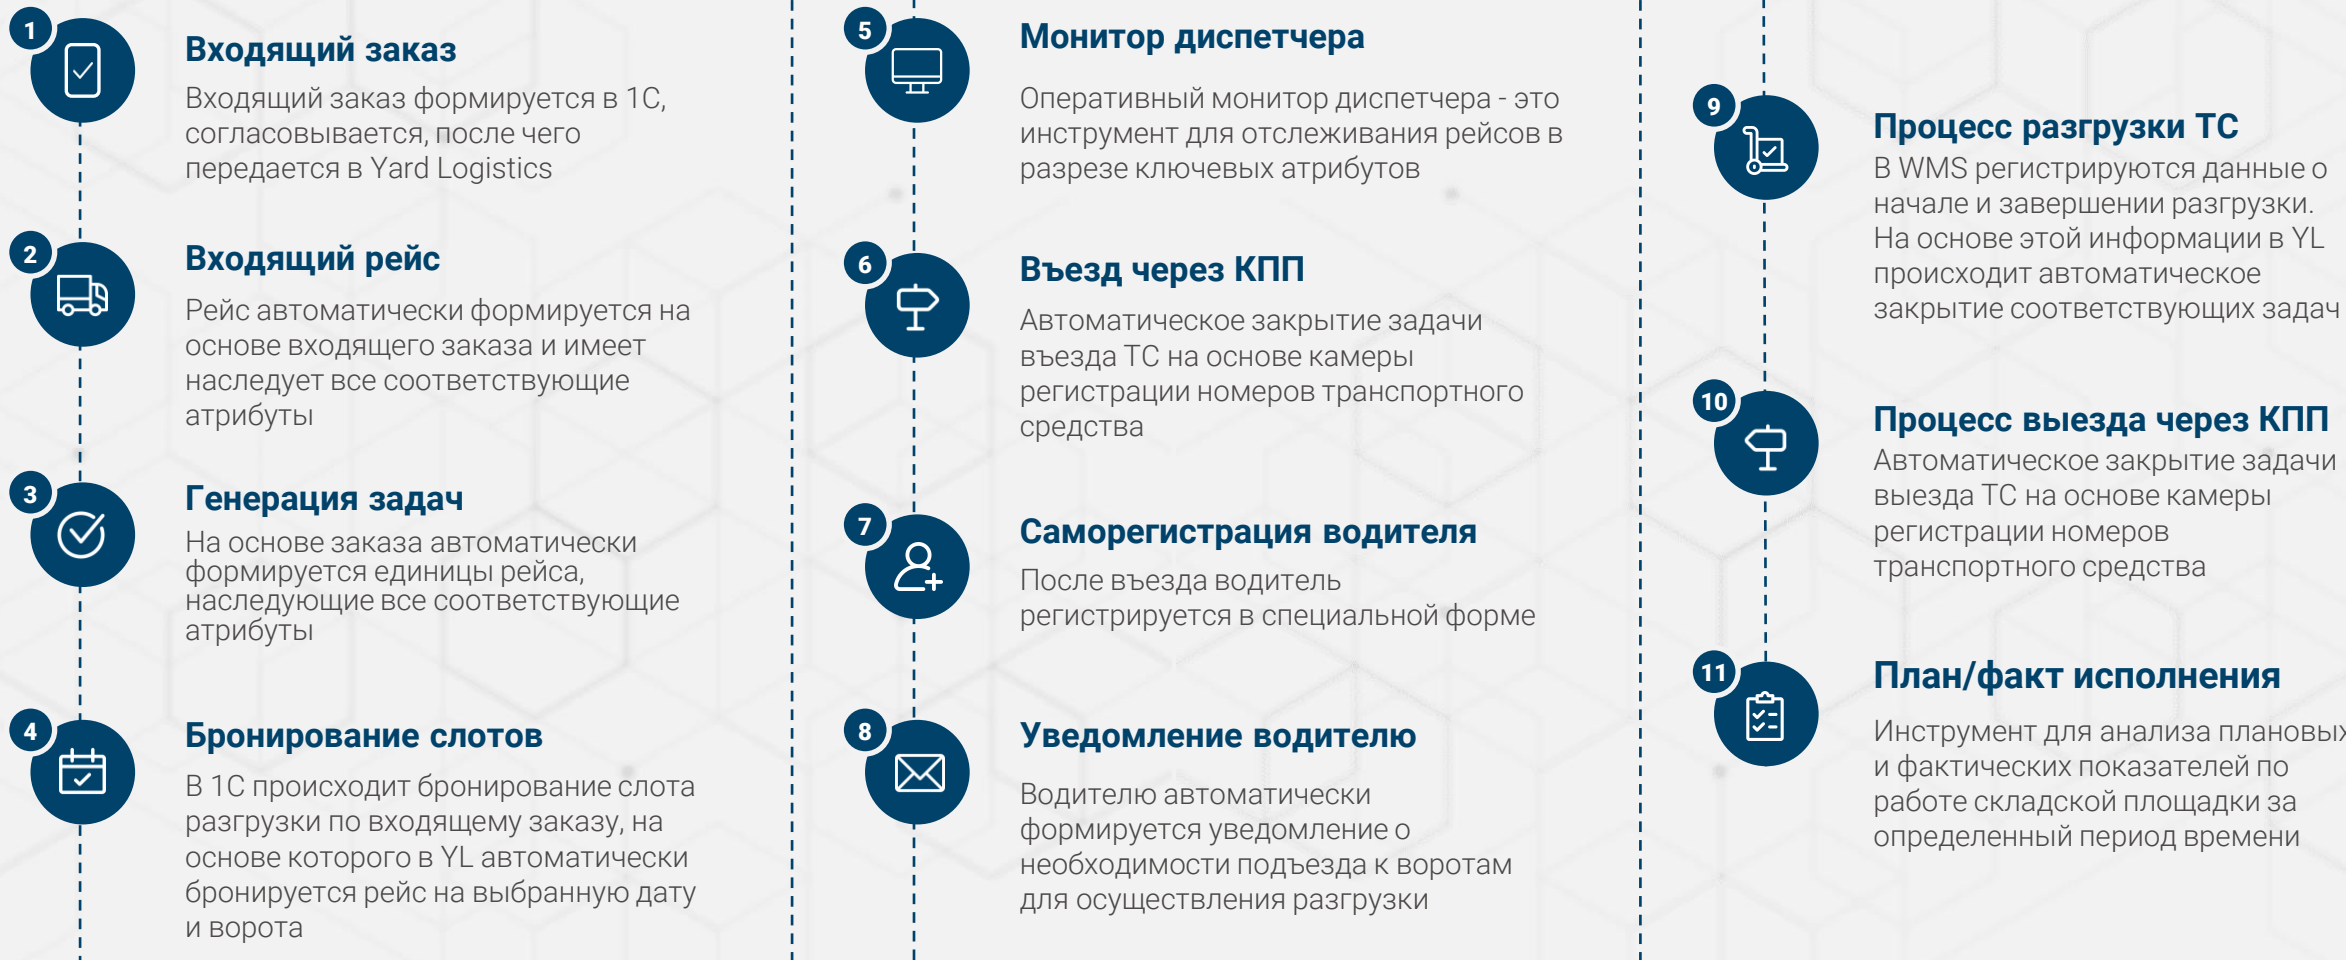 1
Входящий заказ
Входящий заказ формируется в 1С,
согласовывается, после чего
передается в Yard Logistics
2
Входящий рейс
Рейс автоматически формируется на
основе входящего заказа и имеет
наследует все соответствующие
атрибуты
3
Генерация задач
На основе заказа автоматически
формируется единицы рейса,
наследующие все соответствующие
атрибуты
4
Бронирование слотов
В 1С происходит бронирование слота
разгрузки по входящему заказу, на
основе которого в YL автоматически
бронируется рейс на выбранную дату
и ворота
5
Монитор диспетчера
Оперативный монитор диспетчера - это
инструмент для отслеживания рейсов в
разрезе ключевых атрибутов
6
Въезд через КПП
Автоматическое закрытие задачи
въезда ТС на основе камеры
регистрации номеров транспортного
средства
7
Саморегистрация водителя
После въезда водитель
регистрируется в специальной форме
8
Уведомление водителю
Водителю автоматически
формируется уведомление о
необходимости подъезда к воротам
для осуществления разгрузки
9
Процесс разгрузки ТС
В WMS регистрируются данные о
начале и завершении разгрузки.
На основе этой информации в YL
происходит автоматическое
закрытие соответствующих задач
10
Процесс выезда через КПП
Автоматическое закрытие задачи
выезда ТС на основе камеры
регистрации номеров
транспортного средства
11
План/факт исполнения
Инструмент для анализа плановых
и фактических показателей по
работе складской площадки за
определенный период времени